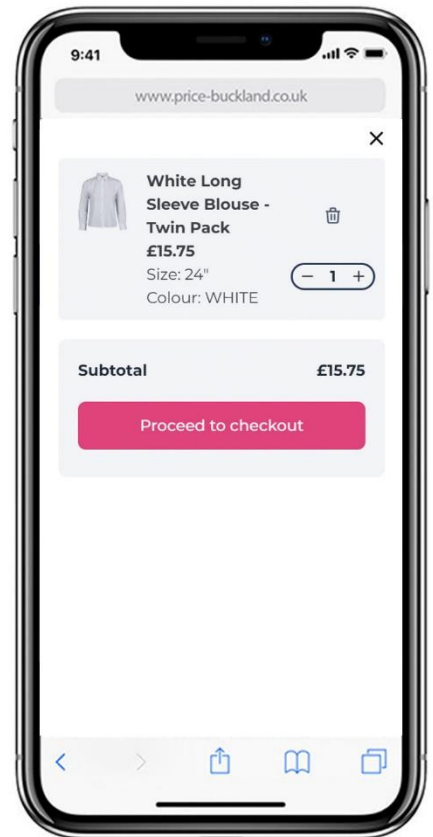 9:41
www.price-buckland.co.uk
White Long
Sleeve Blouse -
Twin Pack
£15.75
Size: 24"
− 1 +
Colour: WHITE
Subtotal £15.75
Proceed to checkout